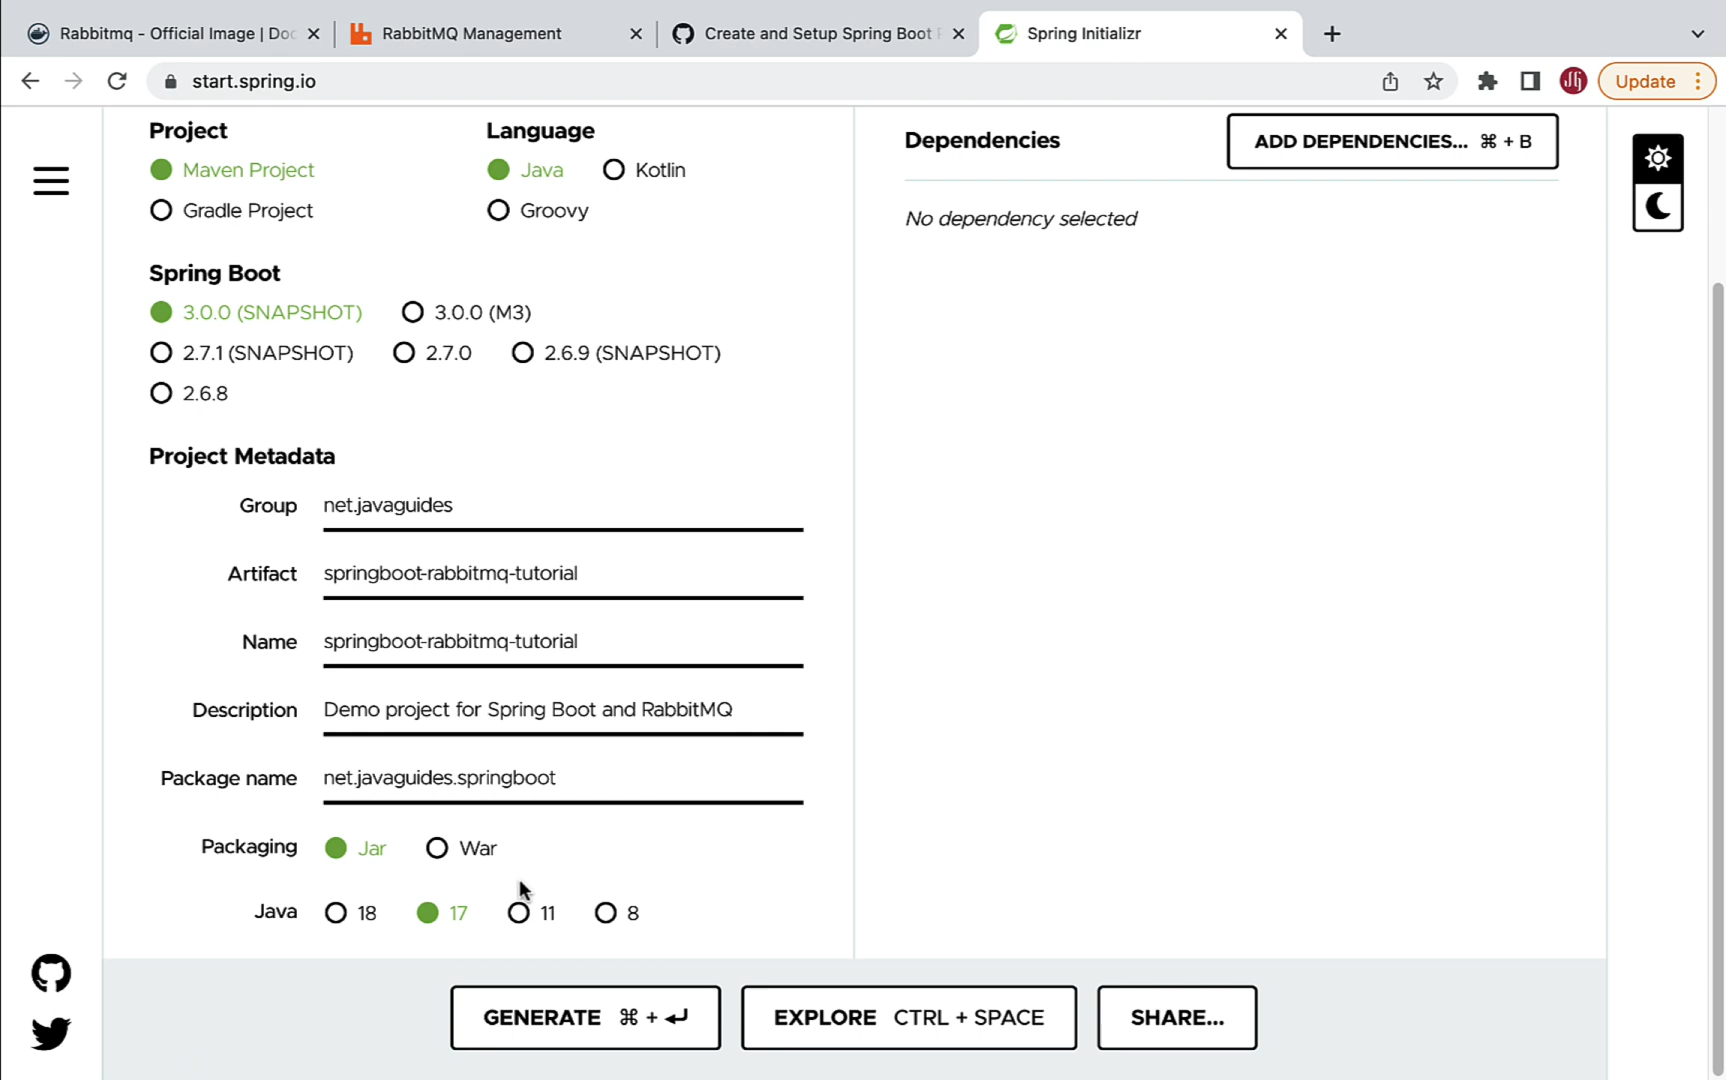 Rabbitmq - Official Image | Doc
RabbitMQ Management
Create and Setup Spring Boot
Spring Initializr
start.spring.io
Update
Project
Language
Maven Project
Java
Kotlin
Gradle Project
Groovy
Spring Boot
3.0.0 (SNAPSHOT)
3.0.0 (M3)
2.7.1 (SNAPSHOT)
2.7.0
2.6.9 (SNAPSHOT)
2.6.8
Project Metadata
Group net.javaguides
Artifact springboot-rabbitmq-tutorial
Name springboot-rabbitmq-tutorial
Description Demo project for Spring Boot and RabbitMQ
Package name net.javaguides.springboot
Packaging Jar War
Java 18 17 11 8
Dependencies
ADD DEPENDENCIES... ⌘ + B
No dependency selected
GENERATE ⌘ + ↵
EXPLORE CTRL + SPACE
SHARE...